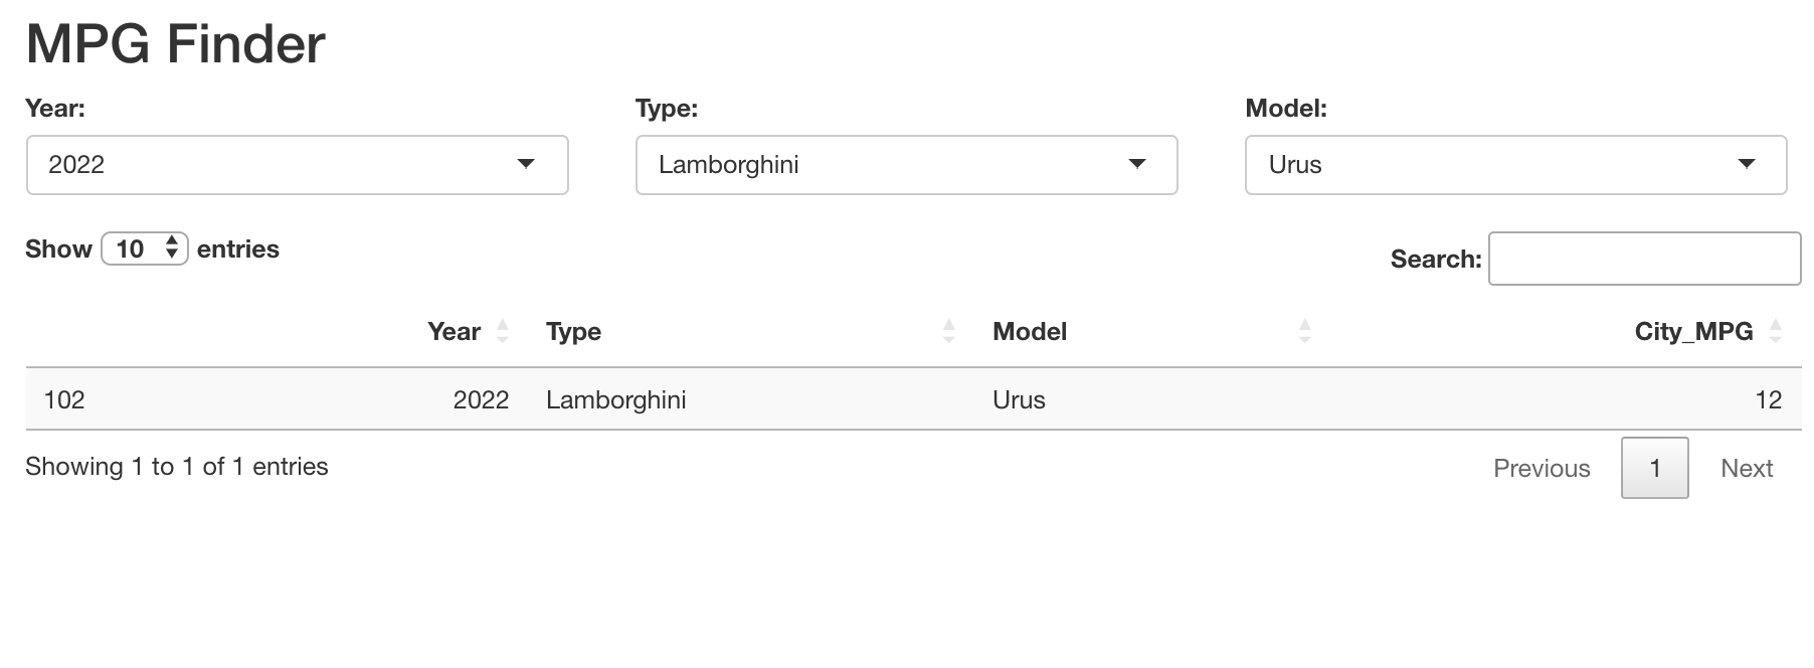 MPG Finder
Year: Type: Model:
2022 Lamborghini Urus
Show 10 entries Search:
Year Type Model City_MPG
102 2022 Lamborghini Urus 12
Showing 1 to 1 of 1 entries Previous 1 Next